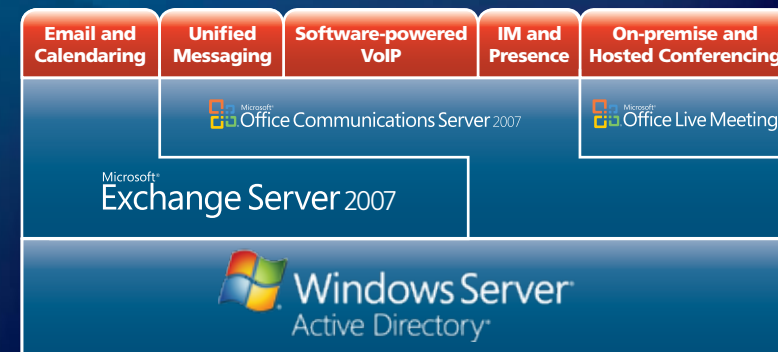 Email and
Calendaring
Unified
Messaging
Software-powered
VoIP
IM and
Presence
On-premise and
Hosted Conferencing
Microsoft®
Office Communications Server 2007
Microsoft®
Office Live Meeting
Microsoft®
Exchange Server 2007
Windows Server®
Active Directory®